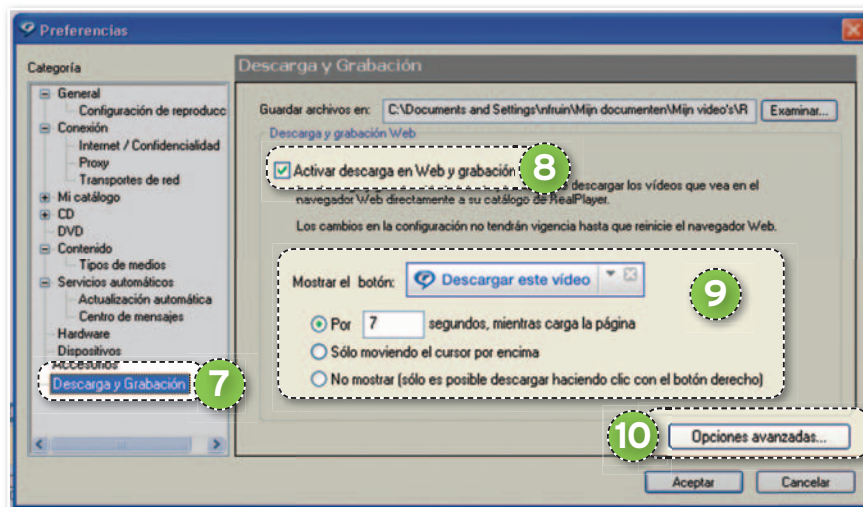 Preferencias
Categoría
General
Configuración de reproducc
Conexión
Internet / Confidencialidad
Proxy
Transportes de red
Mi catálogo
CD
DVD
Contenido
Tipos de medios
Servicios automáticos
Actualización automática
Centro de mensajes
Hardware
Dispositivos
Accesorios
Descarga y Grabación
7
Descarga y Grabación
Guardar archivos en: C:\Documents and Settings\nfruin\Mijn documenten\Mijn video's\R Examinar...
Descarga y grabación Web
Activar descarga en Web y grabación 8
descargar los vídeos que vea en el
navegador Web directamente a su catálogo de RealPlayer.
Los cambios en la configuración no tendrán vigencia hasta que reinicie el navegador Web.
Mostrar el botón: Descargar este vídeo 9
Por 7 segundos, mientras carga la página
Sólo moviendo el cursor por encima
No mostrar (sólo es posible descargar haciendo clic con el botón derecho)
10 Opciones avanzadas...
Aceptar Cancelar